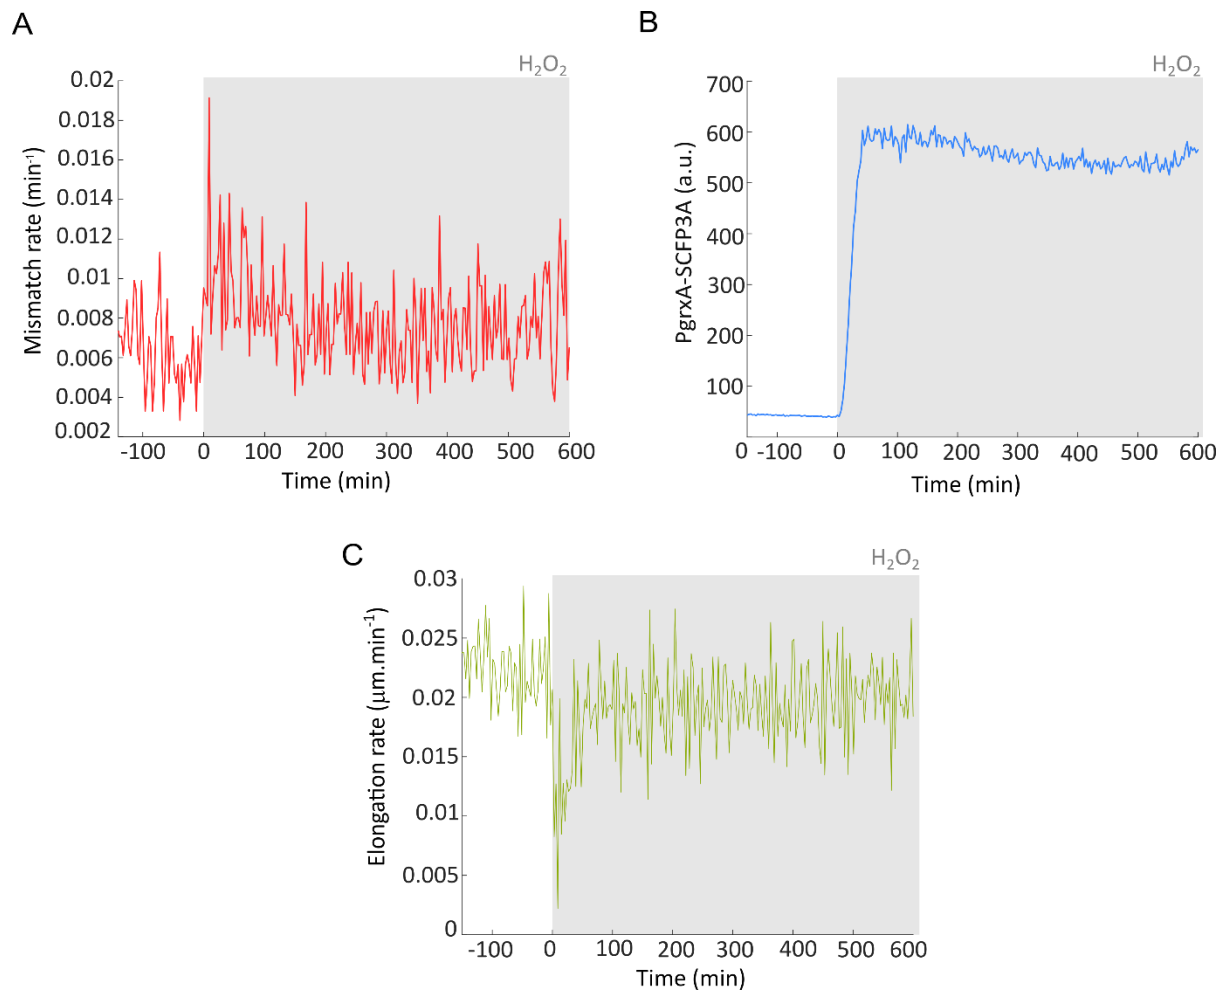 A
H₂O₂
Mismatch rate (min⁻¹)
0.02
0.018
0.016
0.014
0.012
0.01
0.008
0.006
0.004
0.002
-100 0 100 200 300 400 500 600
Time (min)
B
H₂O₂
PgrxA-SCFP3A (a.u.)
700
600
500
400
300
200
100
0 -100 0 100 200 300 400 500 600
Time (min)
C
H₂O₂
Elongation rate (μm.min⁻¹)
0.03
0.025
0.02
0.015
0.01
0.005
0
-100 0 100 200 300 400 500 600
Time (min)